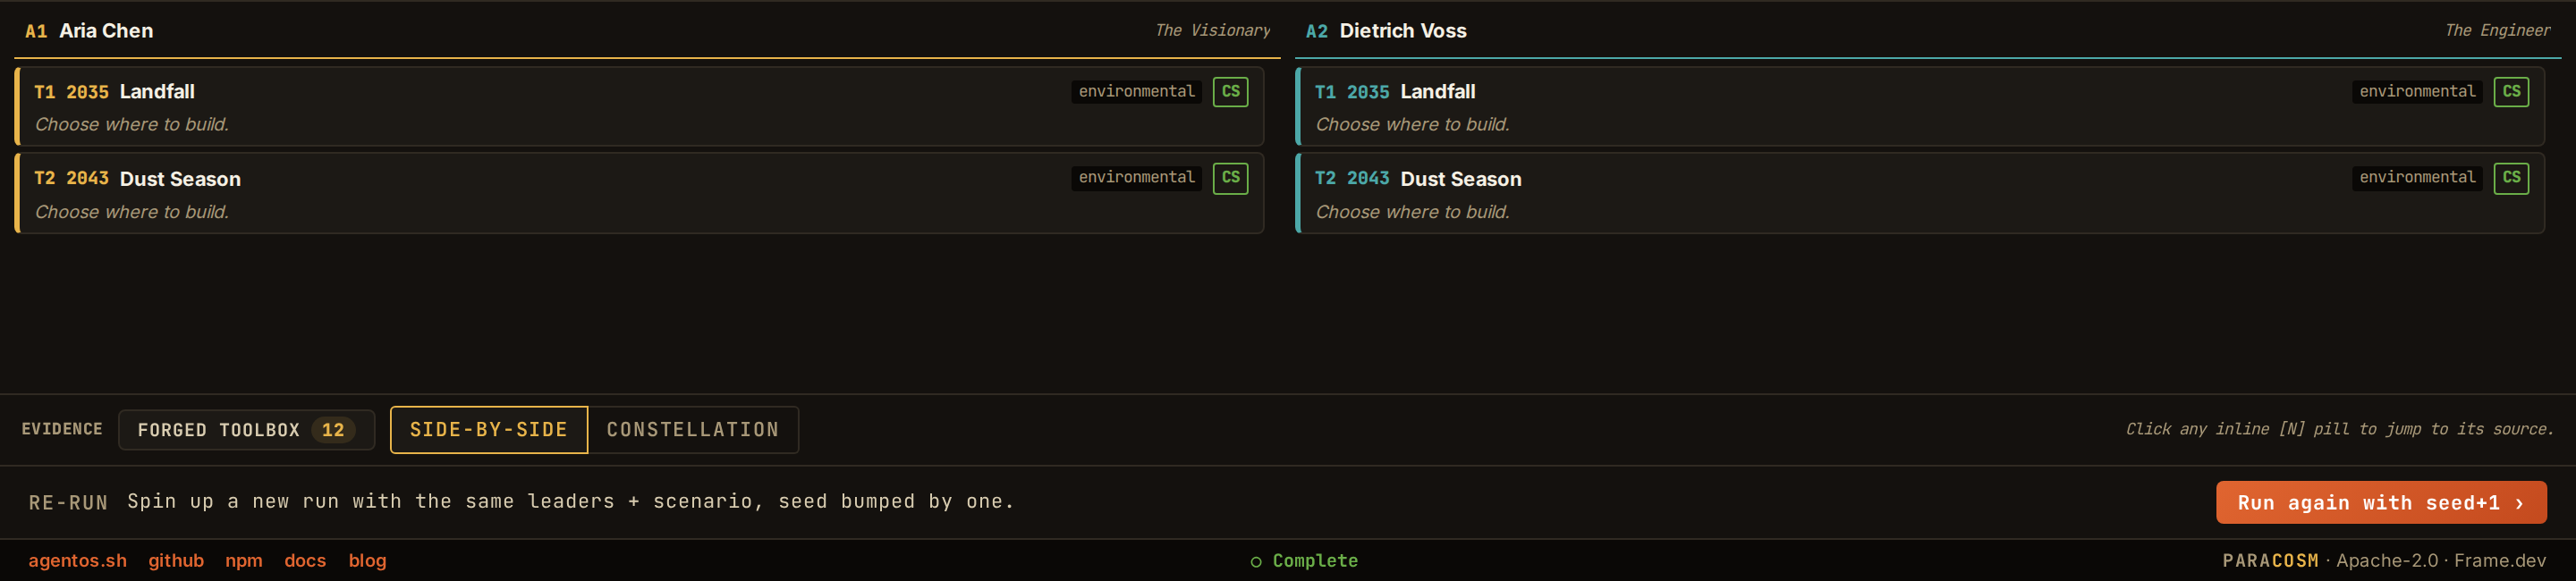 A1 Aria Chen The Visionary
T1 2035 Landfall environmental CS
Choose where to build.
T2 2043 Dust Season environmental CS
Choose where to build.
A2 Dietrich Voss The Engineer
T1 2035 Landfall environmental CS
Choose where to build.
T2 2043 Dust Season environmental CS
Choose where to build.
EVIDENCE FORGED TOOLBOX 12 SIDE-BY-SIDE CONSTELLATION Click any inline [N] pill to jump to its source.
RE-RUN Spin up a new run with the same leaders + scenario, seed bumped by one. Run again with seed+1 ›
agentos.sh github npm docs blog ○ Complete PARACOSM · Apache-2.0 · Frame.dev